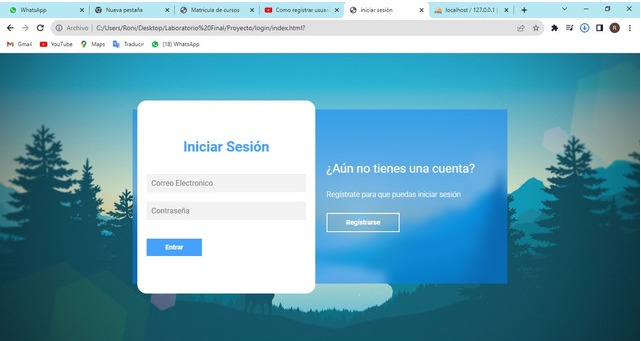 WhatsApp
Nueva pestaña
Matricula de cursos
Como registrar usua
iniciar sesión
localhost / 127.0.0.1 |
Archivo | C:/Users/Roni/Desktop/Laboratorio%20Final/Proyecto/login/index.html?
R
Gmail
YouTube
Maps
Traducir
(18) WhatsApp
Iniciar Sesión
Correo Electronico
Contraseña
Entrar
¿Aún no tienes una cuenta?
Regístrate para que puedas iniciar sesión
Registrarse